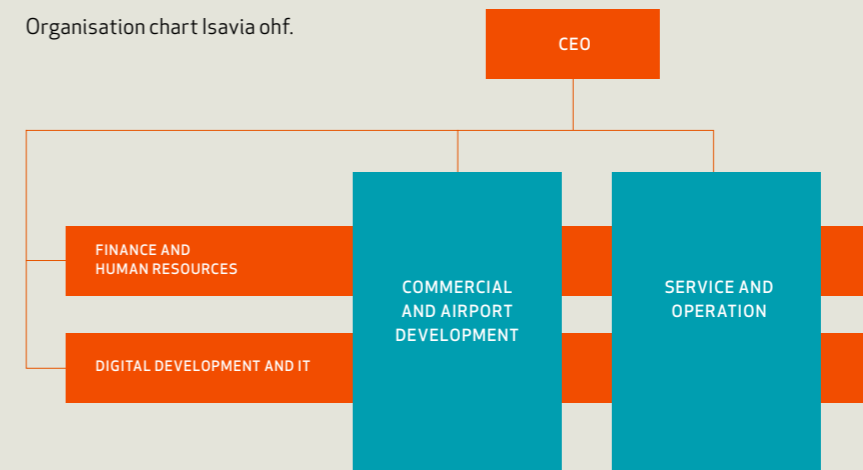 Organisation chart Isavia ohf.
CEO
FINANCE AND
HUMAN RESOURCES
COMMERCIAL
AND AIRPORT
DEVELOPMENT
SERVICE AND
OPERATION
DIGITAL DEVELOPMENT AND IT